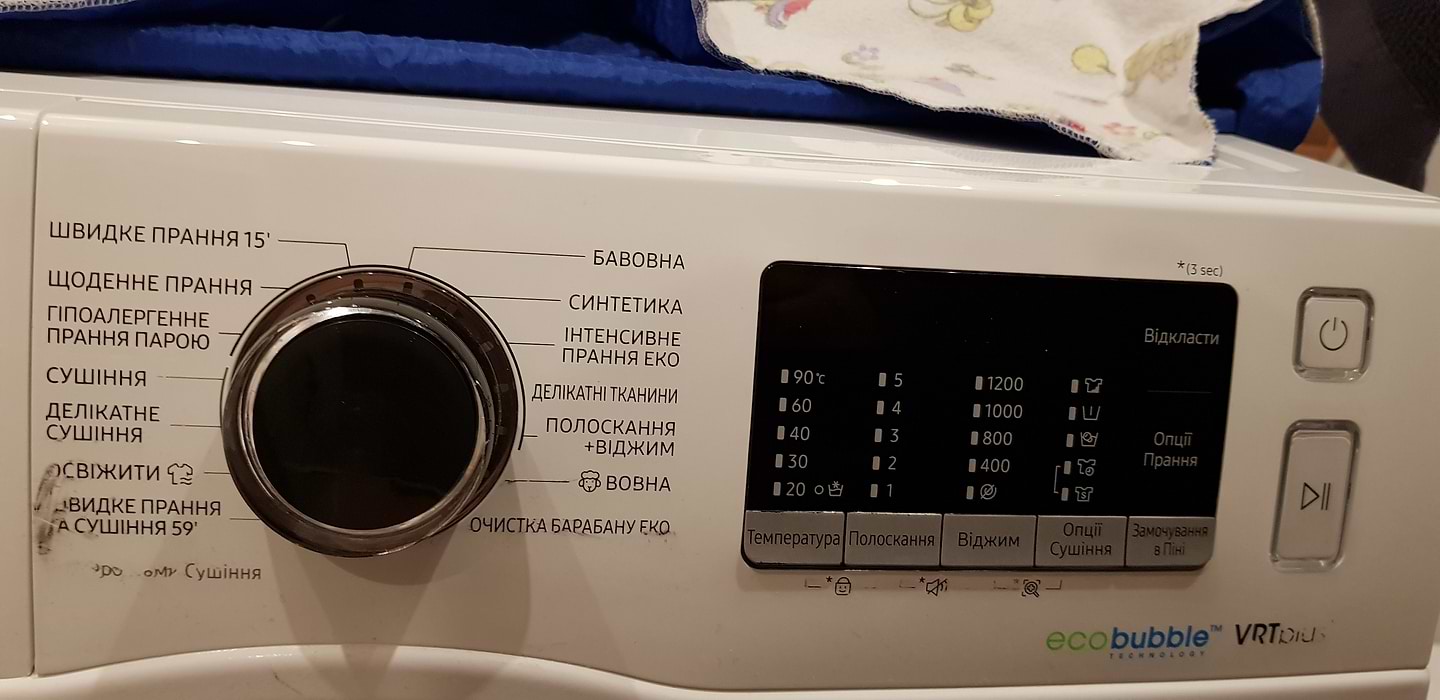 ШВИДКЕ ПРАННЯ 15'
ЩОДЕННЕ ПРАННЯ
ГІПОАЛЕРГЕННЕ
ПРАННЯ ПАРОЮ
СУШІННЯ
ДЕЛІКАТНЕ
СУШІННЯ
ОСВІЖИТИ
ШВИДКЕ ПРАННЯ
ТА СУШІННЯ 59'
Сушіння
БАВОВНА
СИНТЕТИКА
ІНТЕНСИВНЕ
ПРАННЯ ЕКО
ДЕЛІКАТНІ ТКАНИНИ
ПОЛОСКАННЯ
+ВІДЖИМ
ВОВНА
ОЧИСТКА БАРАБАНУ ЕКО
*(3 sec)
Відкласти
90°c 5 1200
60 4 1000
40 3 800
30 2 400
20 1
Опції
Прання
Температура
Полоскання
Віджим
Опції
Сушіння
Замочування
в Піні
ecobubble™
TECHNOLOGY
VRTplus